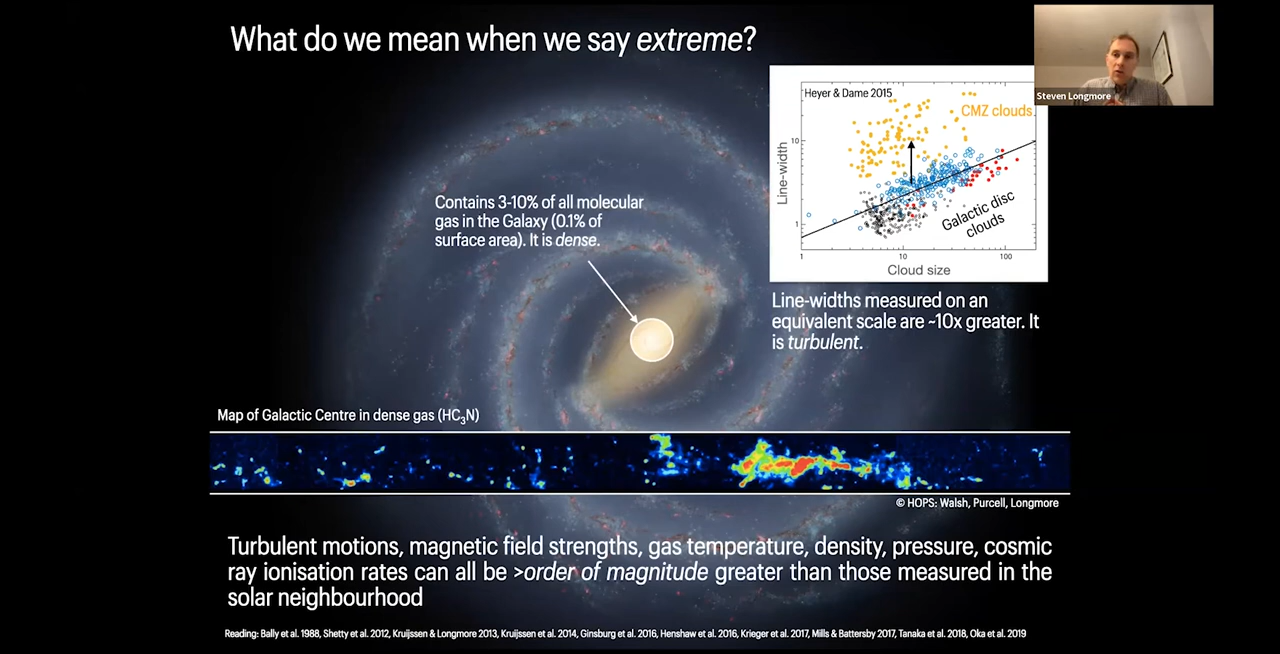 What do we mean when we say extreme?
Steven Longmore
Heyer & Dame 2015
CMZ clouds
Line-width
10
1
Galactic disc
clouds
1
10
100
Cloud size
Contains 3-10% of all molecular
gas in the Galaxy (0.1% of
surface area). It is dense.
Line-widths measured on an
equivalent scale are ~10x greater. It
is turbulent.
Map of Galactic Centre in dense gas (HC₃N)
© HOPS: Walsh, Purcell, Longmore
Turbulent motions, magnetic field strengths, gas temperature, density, pressure, cosmic
ray ionisation rates can all be >order of magnitude greater than those measured in the
solar neighbourhood
Reading: Bally et al. 1988, Shetty et al. 2012, Kruijssen & Longmore 2013, Kruijssen et al. 2014, Ginsburg et al. 2016, Henshaw et al. 2016, Krieger et al. 2017, Mills & Battersby 2017, Tanaka et al. 2018, Oka et al. 2019